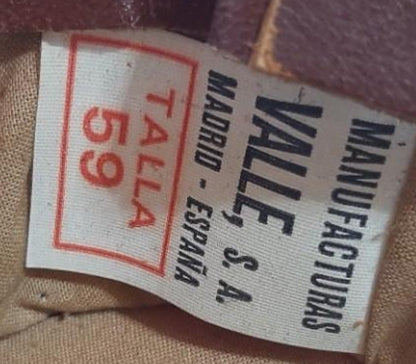 MANUFACTURAS
VALLE, S. A.
MADRID - ESPAÑA
TALLA
59